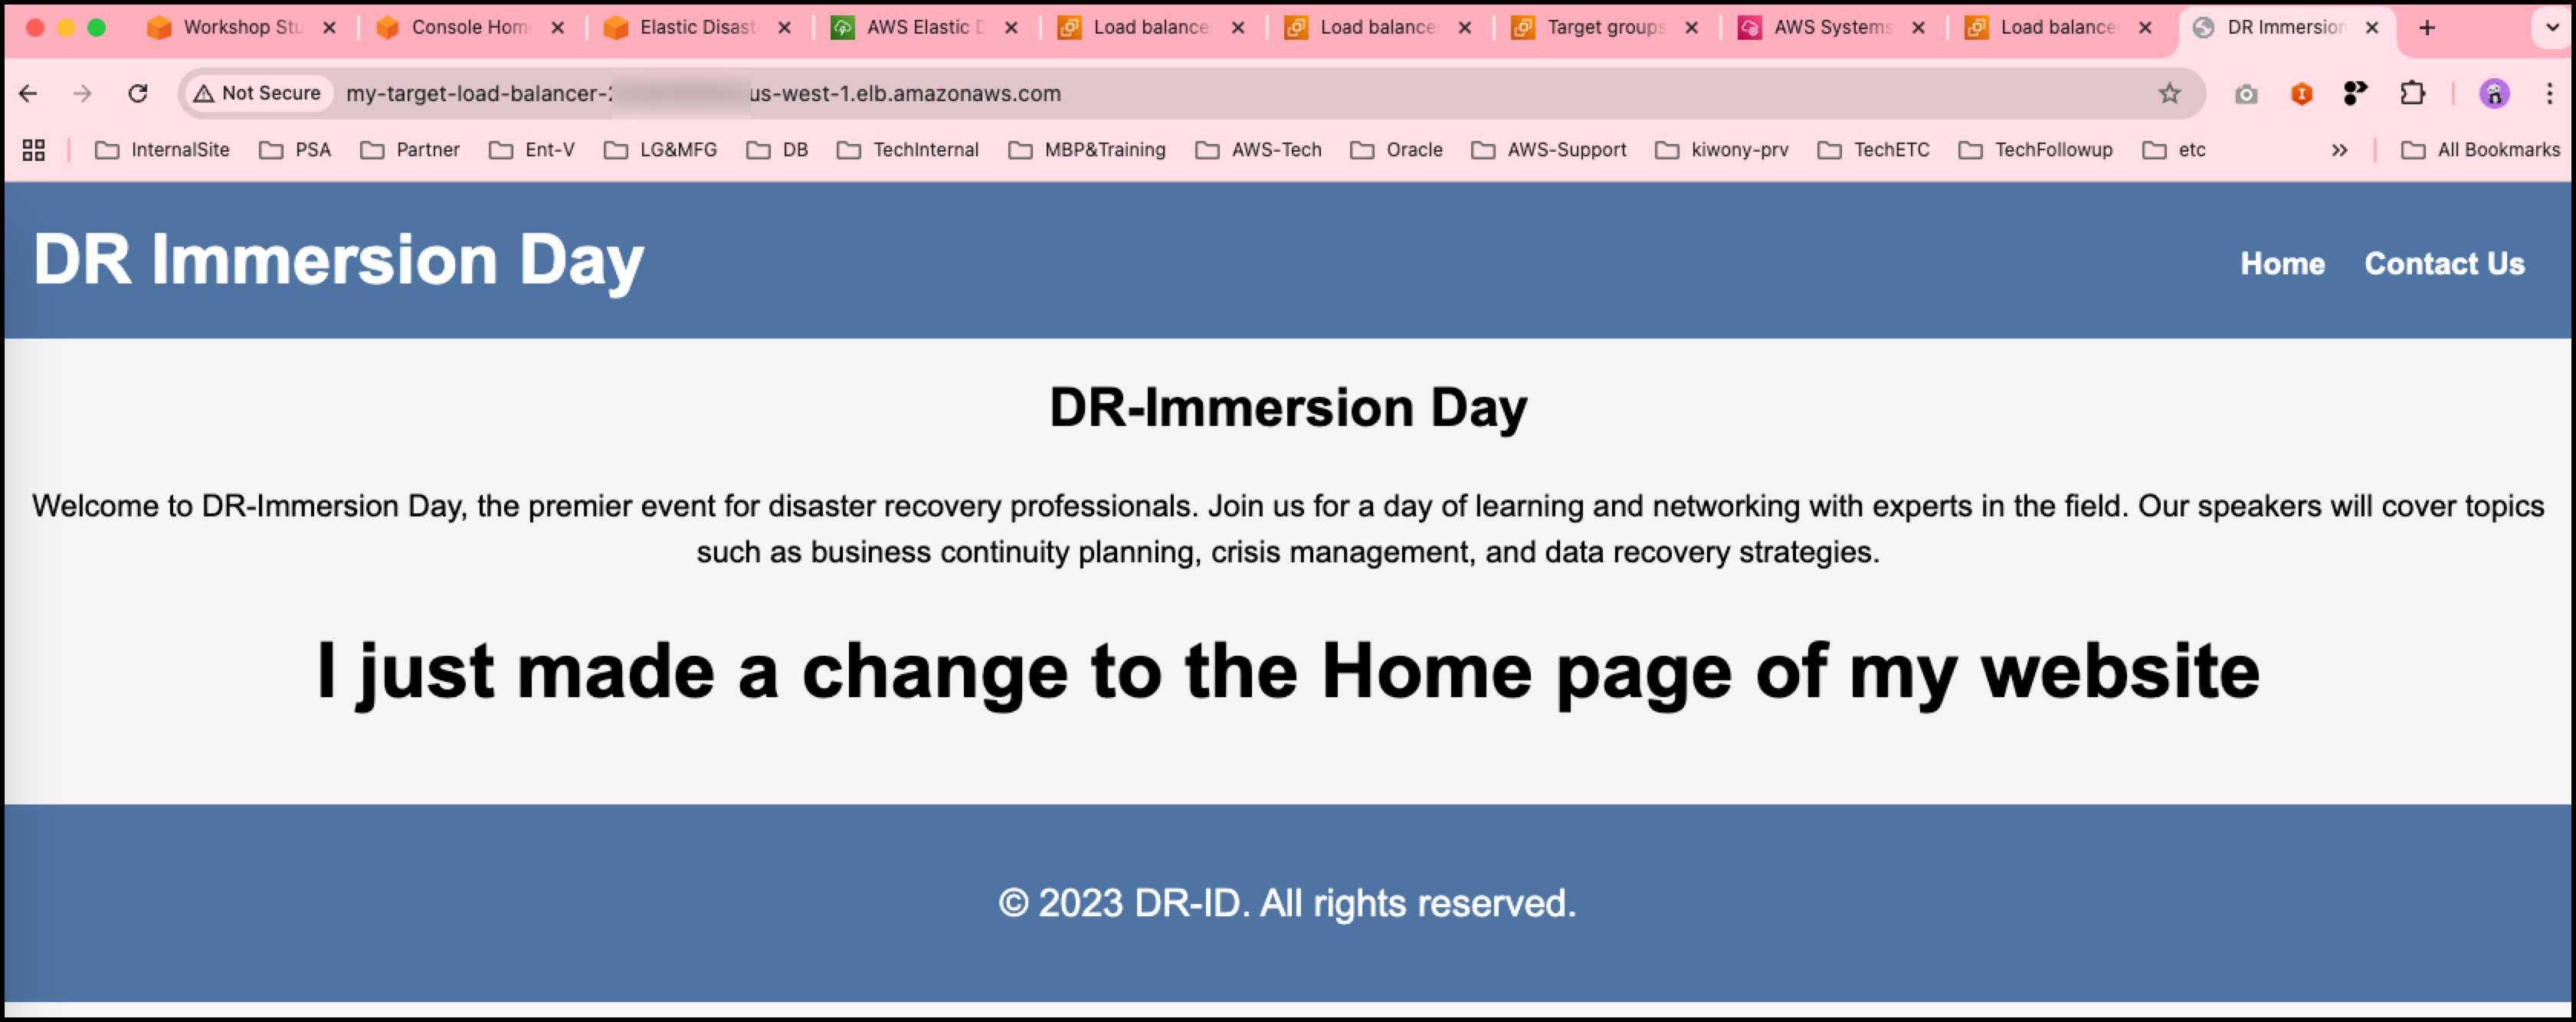 Workshop Stu
Console Hom
Elastic Disast
AWS Elastic D
Load balance
Load balance
Target groups
AWS Systems
Load balance
DR Immersion
Not Secure my-target-load-balancer- us-west-1.elb.amazonaws.com
InternalSite PSA Partner Ent-V LG&MFG DB TechInternal MBP&Training AWS-Tech Oracle AWS-Support kiwony-prv TechETC TechFollowup etc » All Bookmarks
DR Immersion Day
Home Contact Us
DR-Immersion Day
Welcome to DR-Immersion Day, the premier event for disaster recovery professionals. Join us for a day of learning and networking with experts in the field. Our speakers will cover topics
such as business continuity planning, crisis management, and data recovery strategies.
I just made a change to the Home page of my website
© 2023 DR-ID. All rights reserved.